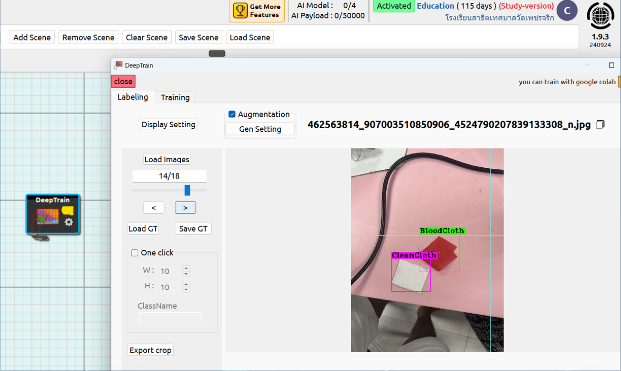 Get More
Features
AI Model : 0/4
AI Payload : 0/50000
Activated Education ( 115 days ) (Study-version)
โรงเรียนสาธิตเทศบาลวัดเพชรจริก
C
1.9.3
240924
Add Scene Remove Scene Clear Scene Save Scene Load Scene
DeepTrain
close
you can train with google colab
Labeling Training
Display Setting
Augmentation
Gen Setting
462563814_907003510850906_4524790207839133308_n.jpg
Load Images
14/18
< >
Load GT Save GT
One click
W : 10
H : 10
ClassName
Export crop
DeepTrain
BloodCloth
CleanCloth